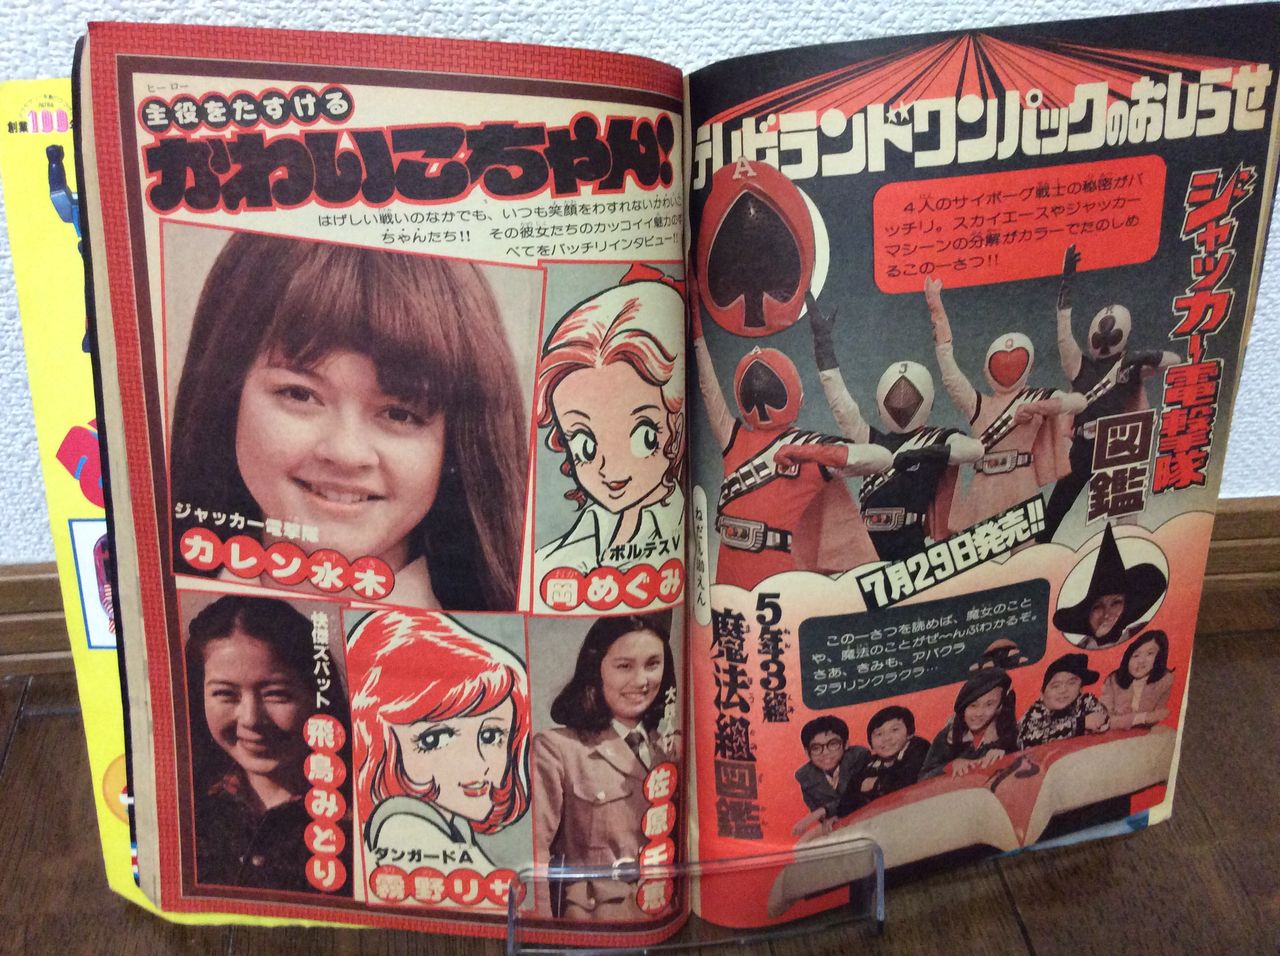 創業100
ヒーロー
主役をたすける
かわいこちゃん!
はげしい戦いのなかでも、いつも笑顔をわすれないかわいこ
ちゃんたち!! その彼女たちのカッコイイ魅力の
べてをバッチリインタビュー!!
ジャッカー電撃隊
カレン水木
ボルテスV
岡めぐみ
快傑ズバット
飛鳥みどり
ダンガードA
霧野リサ
佐原千恵
テレビランドワンパックのおしらせ
4人のサイボーグ戦士の秘密がバ
ッチリ。スカイエースやジャッカー
マシーンの分解がカラーでたのしめ
るこの一さつ!!
ジャッカー電撃隊
図鑑
A
A
J
Q
K
7月29日発売!!
5年3組
魔法総図鑑
この一さつを読めば、魔女のこと
や、魔法のことがぜ〜んぶわかるぞ。
さあ、きみも、アバクラ
タラリンクラクラ…